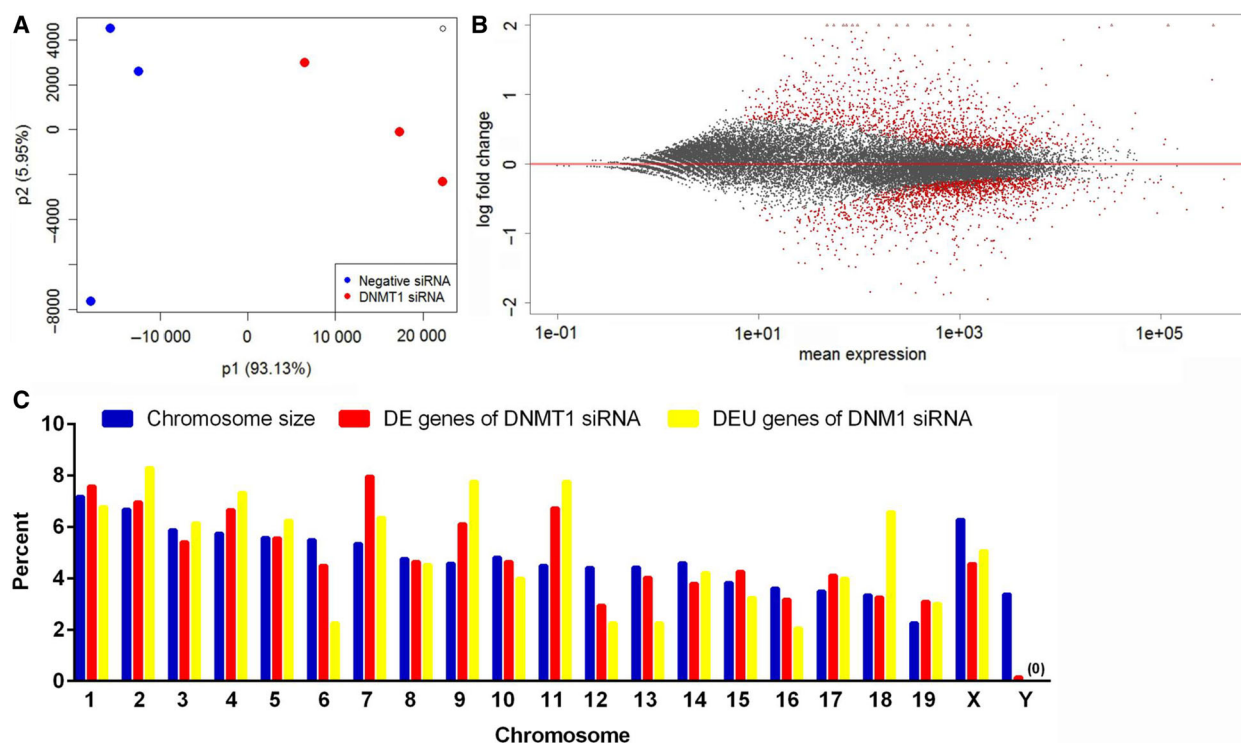 A
4000
2000
0
−4000
−8000
p2 (5.95%)
Negative siRNA
DNMT1 siRNA
−10 000
0
10 000
20 000
p1 (93.13%)
B
2
1
0
−1
−2
log fold change
1e-01
1e+01
1e+03
1e+05
mean expression
C
Chromosome size
DE genes of DNMT1 siRNA
DEU genes of DNM1 siRNA
10
8
6
4
2
0
Percent
(0)
1 2 3 4 5 6 7 8 9 10 11 12 13 14 15 16 17 18 19 X Y
Chromosome